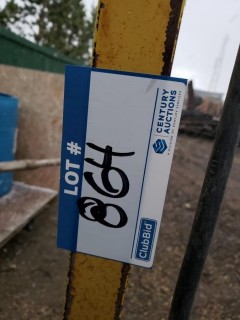 LOT #
864
CENTURY
AUCTIONS
ClubBid